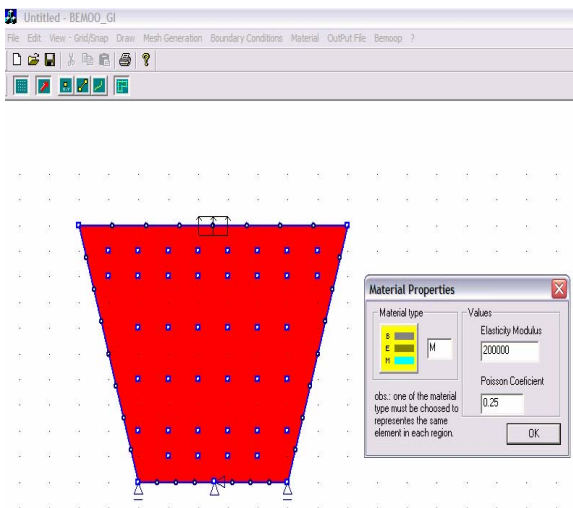 Untitled - BEMOO_GI
File Edit View - Grid/Snap Draw Mesh Generation Boundary Conditions Material OutPut File Bemoop ?
Material Properties
Material type
B
E
M
M
obs.: one of the material
type must be choosed to
representes the same
element in each region.
Values
Elasticity Modulus
200000
Poisson Coeficient
0.25
OK